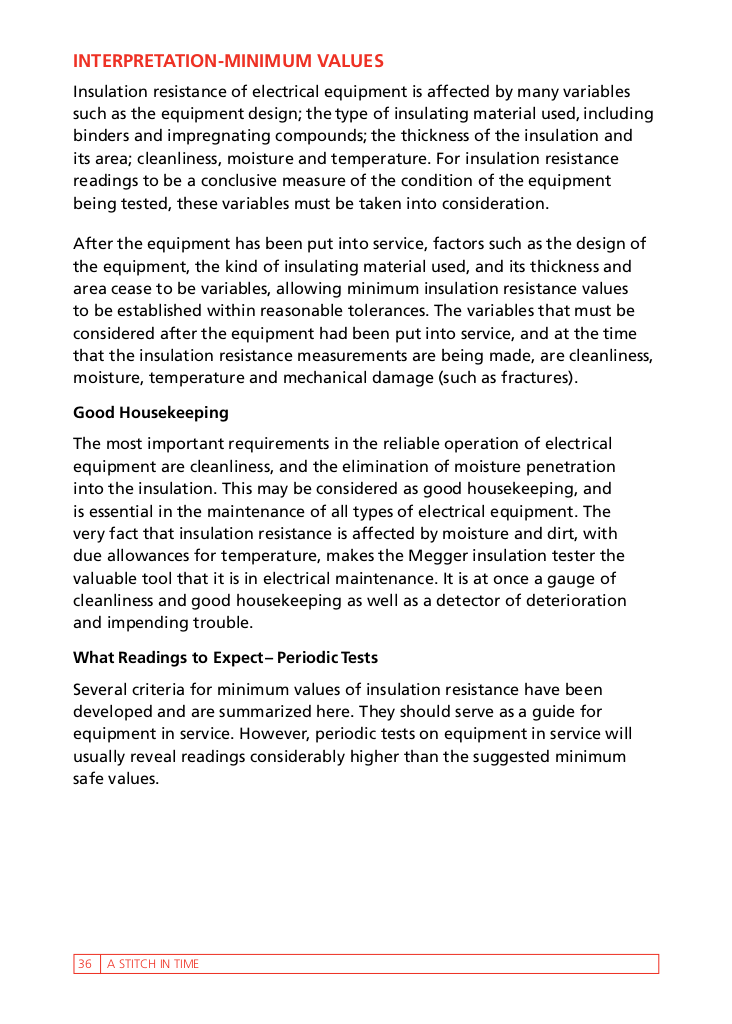 INTERPRETATION-MINIMUM VALUES
Insulation resistance of electrical equipment is affected by many variables
such as the equipment design; the type of insulating material used, including
binders and impregnating compounds; the thickness of the insulation and
its area; cleanliness, moisture and temperature. For insulation resistance
readings to be a conclusive measure of the condition of the equipment
being tested, these variables must be taken into consideration.
After the equipment has been put into service, factors such as the design of
the equipment, the kind of insulating material used, and its thickness and
area cease to be variables, allowing minimum insulation resistance values
to be established within reasonable tolerances. The variables that must be
considered after the equipment had been put into service, and at the time
that the insulation resistance measurements are being made, are cleanliness,
moisture, temperature and mechanical damage (such as fractures).
Good Housekeeping
The most important requirements in the reliable operation of electrical
equipment are cleanliness, and the elimination of moisture penetration
into the insulation. This may be considered as good housekeeping, and
is essential in the maintenance of all types of electrical equipment. The
very fact that insulation resistance is affected by moisture and dirt, with
due allowances for temperature, makes the Megger insulation tester the
valuable tool that it is in electrical maintenance. It is at once a gauge of
cleanliness and good housekeeping as well as a detector of deterioration
and impending trouble.
What Readings to Expect – Periodic Tests
Several criteria for minimum values of insulation resistance have been
developed and are summarized here. They should serve as a guide for
equipment in service. However, periodic tests on equipment in service will
usually reveal readings considerably higher than the suggested minimum
safe values.
36 A STITCH IN TIME